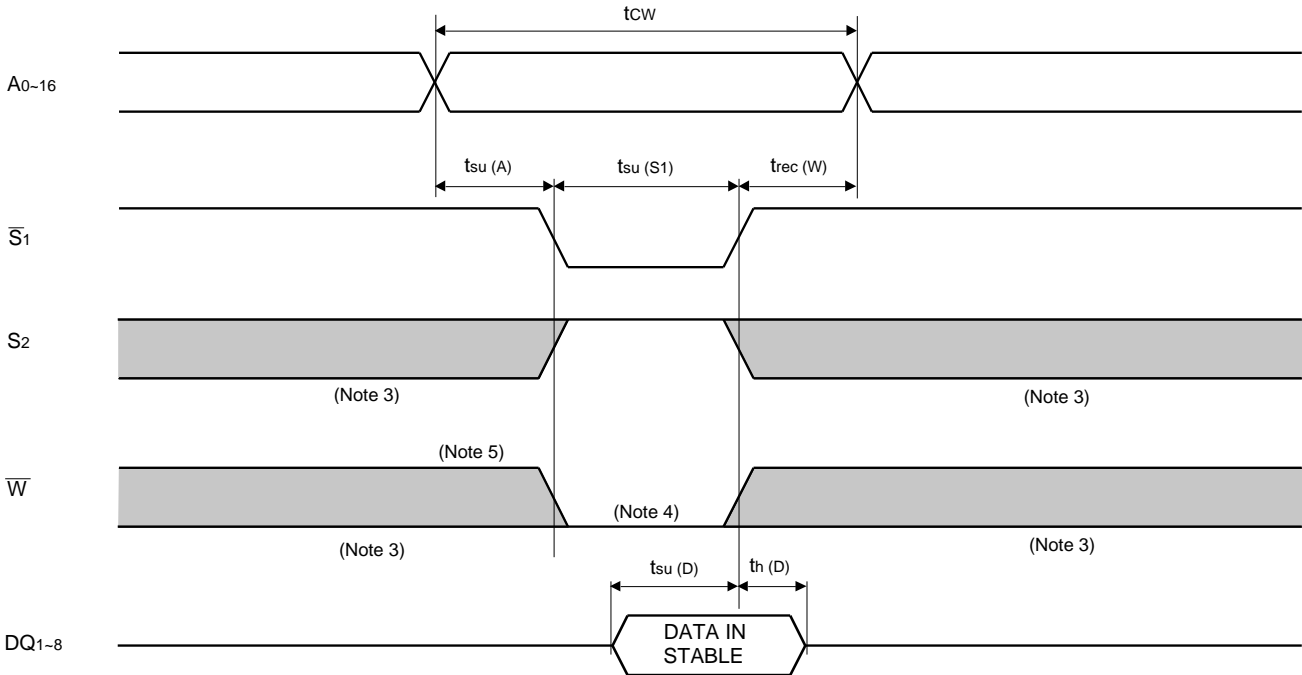 tCW
A0~16
tsu (A) tsu (S1) trec (W)
S̅1
S2
(Note 3) (Note 3)
(Note 5)
W̅
(Note 4)
(Note 3) (Note 3)
tsu (D) th (D)
DQ1~8
DATA IN
STABLE